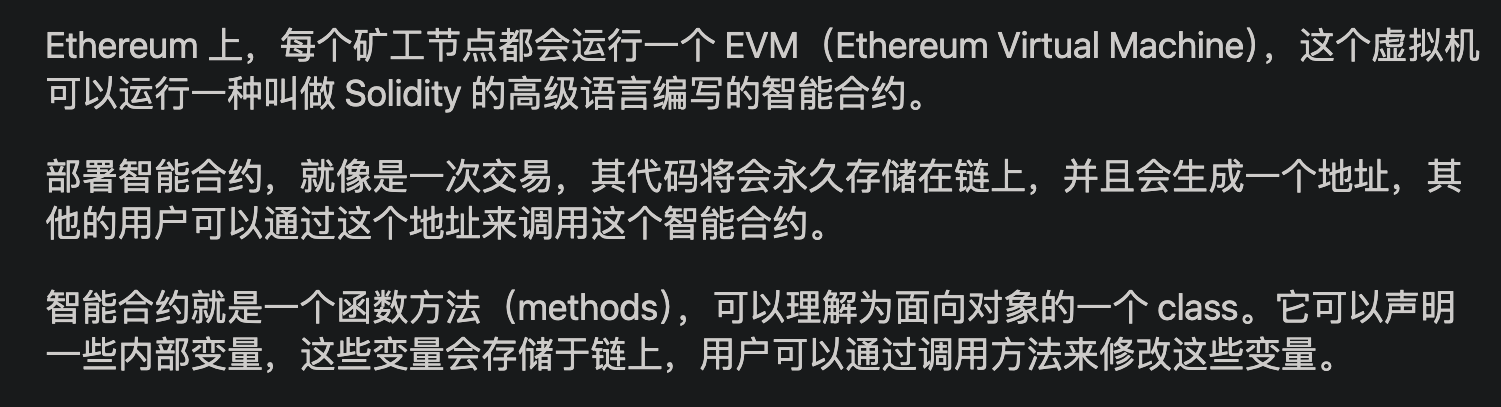 Ethereum 上，每个矿工节点都会运行一个 EVM（Ethereum Virtual Machine），这个虚拟机
可以运行一种叫做 Solidity 的高级语言编写的智能合约。
部署智能合约，就像是一次交易，其代码将会永久存储在链上，并且会生成一个地址，其
他的用户可以通过这个地址来调用这个智能合约。
智能合约就是一个函数方法（methods），可以理解为面向对象的一个 class。它可以声明
一些内部变量，这些变量会存储于链上，用户可以通过调用方法来修改这些变量。